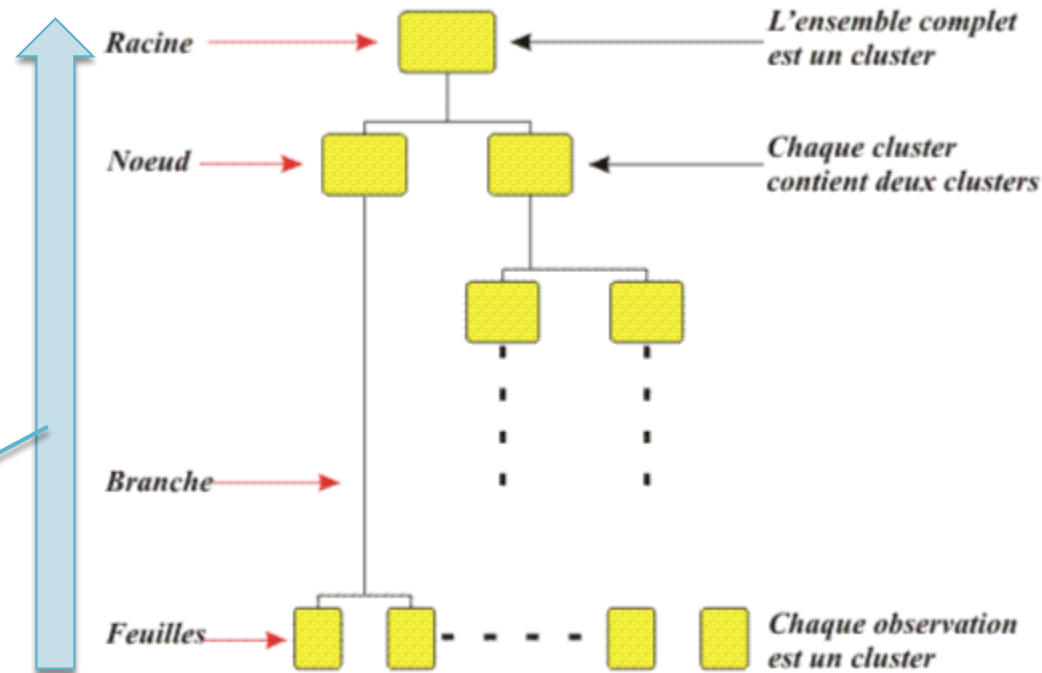 Racine
L'ensemble complet
est un cluster
Noeud
Chaque cluster
contient deux clusters
Branche
Feuilles
Chaque observation
est un cluster